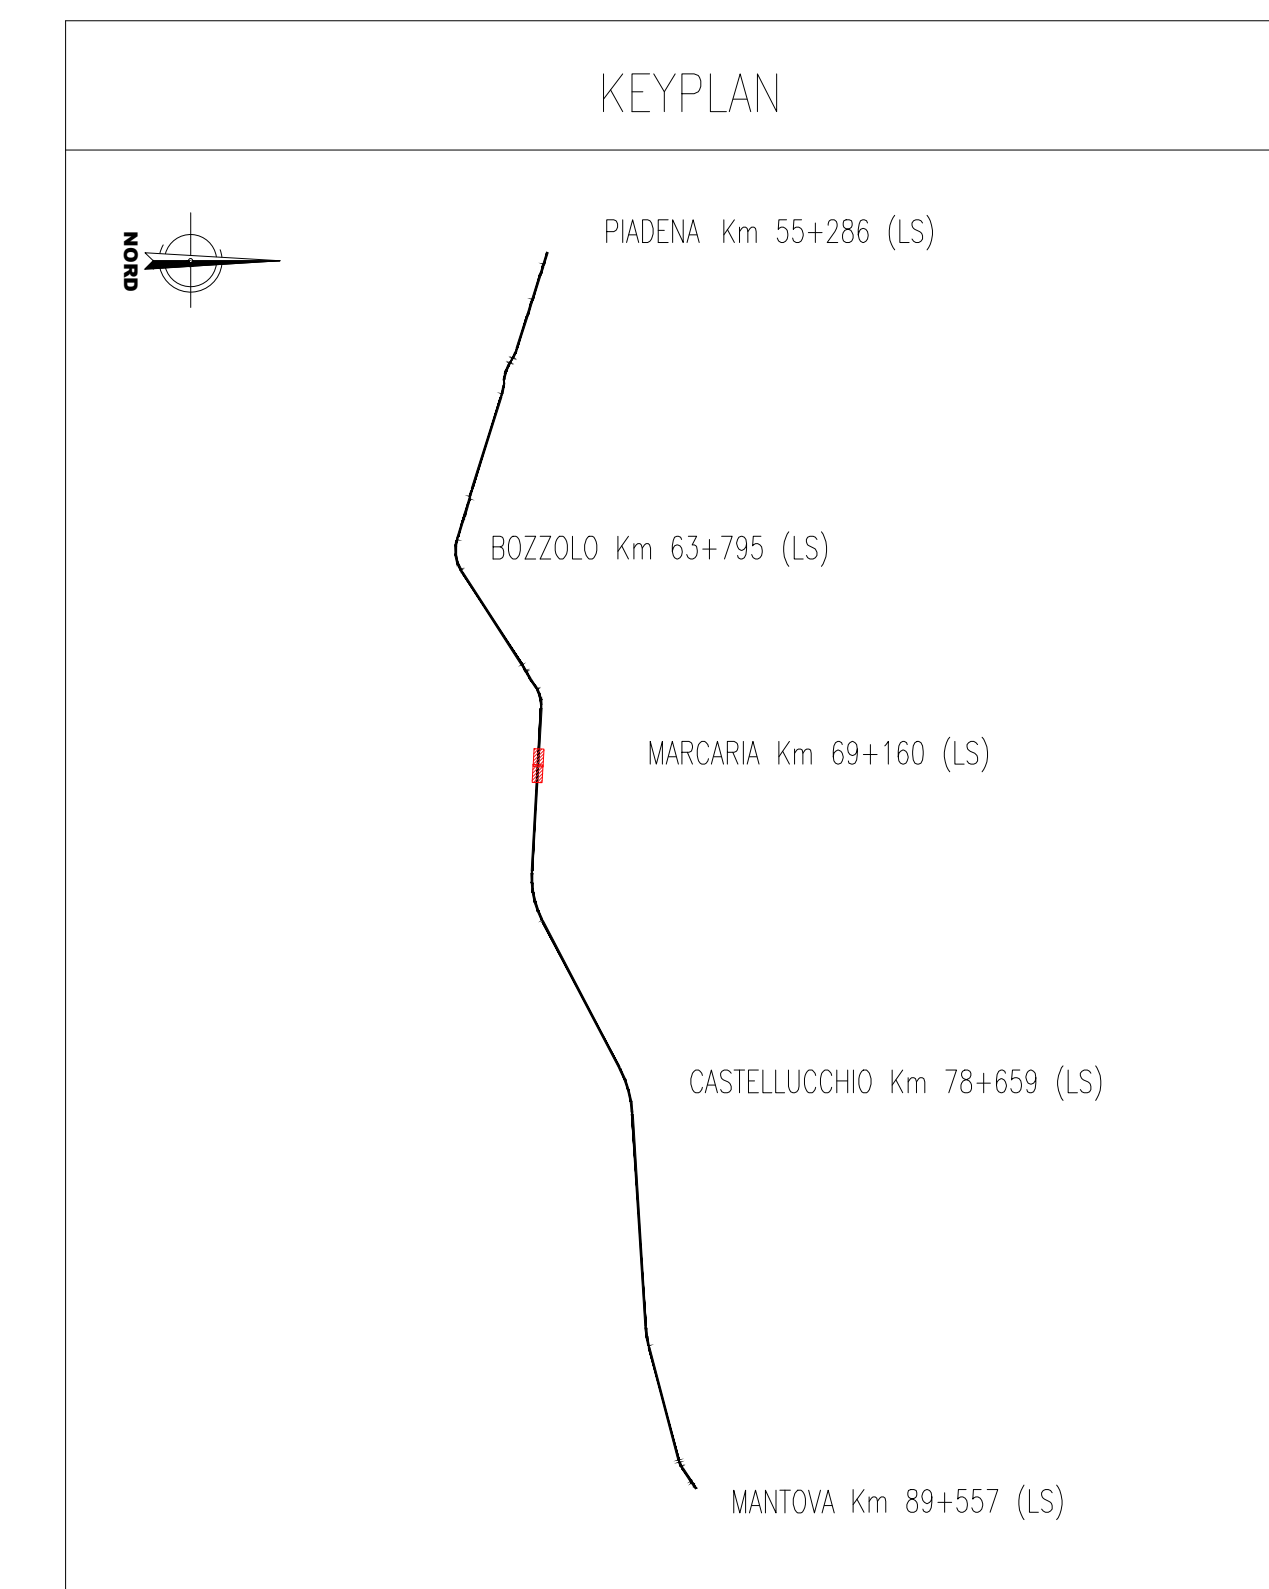 KEYPLAN
NORD
PIADENA Km 55+286 (LS)
BOZZOLO Km 63+795 (LS)
MARCARIA Km 69+160 (LS)
CASTELLUCCHIO Km 78+659 (LS)
MANTOVA Km 89+557 (LS)